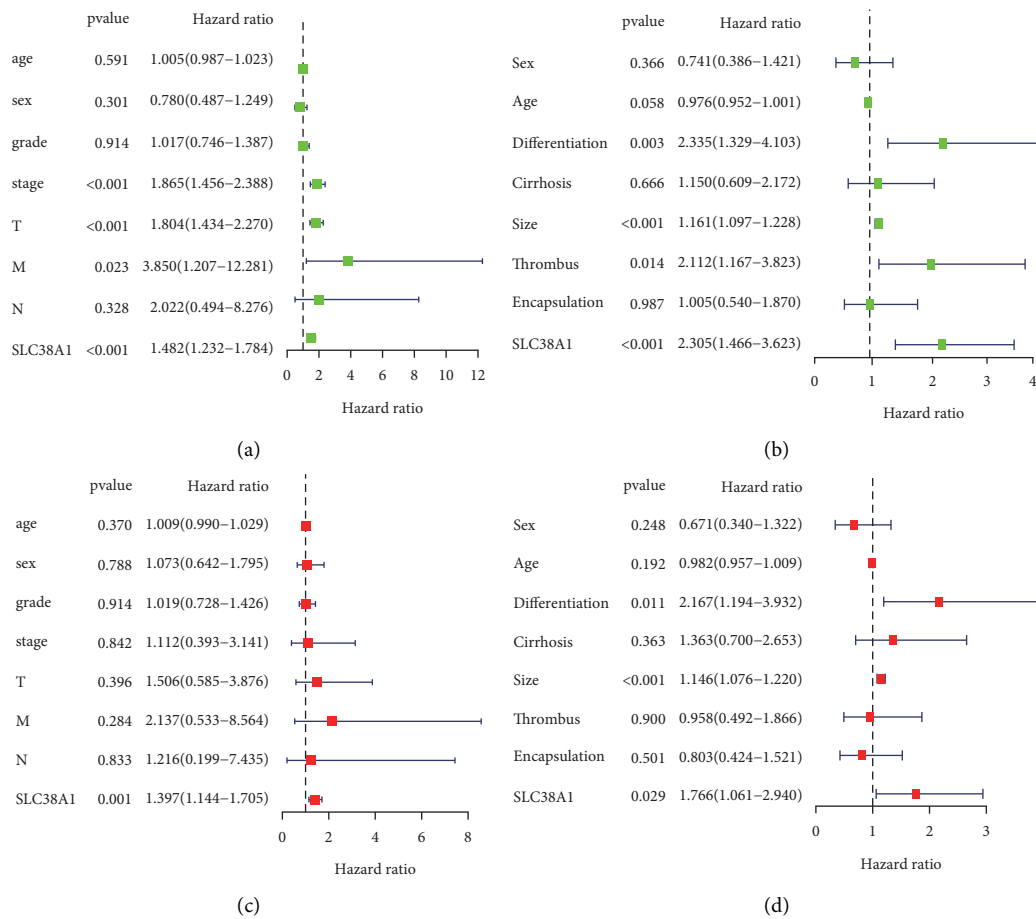 pvalue Hazard ratio
age 0.591 1.005(0.987−1.023)
sex 0.301 0.780(0.487−1.249)
grade 0.914 1.017(0.746−1.387)
stage <0.001 1.865(1.456−2.388)
T <0.001 1.804(1.434−2.270)
M 0.023 3.850(1.207−12.281)
N 0.328 2.022(0.494−8.276)
SLC38A1 <0.001 1.482(1.232−1.784)
0 2 4 6 8 10 12
Hazard ratio
(a)
pvalue Hazard ratio
Sex 0.366 0.741(0.386−1.421)
Age 0.058 0.976(0.952−1.001)
Differentiation 0.003 2.335(1.329−4.103)
Cirrhosis 0.666 1.150(0.609−2.172)
Size <0.001 1.161(1.097−1.228)
Thrombus 0.014 2.112(1.167−3.823)
Encapsulation 0.987 1.005(0.540−1.870)
SLC38A1 <0.001 2.305(1.466−3.623)
0 1 2 3 4
Hazard ratio
(b)
pvalue Hazard ratio
age 0.370 1.009(0.990−1.029)
sex 0.788 1.073(0.642−1.795)
grade 0.914 1.019(0.728−1.426)
stage 0.842 1.112(0.393−3.141)
T 0.396 1.506(0.585−3.876)
M 0.284 2.137(0.533−8.564)
N 0.833 1.216(0.199−7.435)
SLC38A1 0.001 1.397(1.144−1.705)
0 2 4 6 8
Hazard ratio
(c)
pvalue Hazard ratio
Sex 0.248 0.671(0.340−1.322)
Age 0.192 0.982(0.957−1.009)
Differentiation 0.011 2.167(1.194−3.932)
Cirrhosis 0.363 1.363(0.700−2.653)
Size <0.001 1.146(1.076−1.220)
Thrombus 0.900 0.958(0.492−1.866)
Encapsulation 0.501 0.803(0.424−1.521)
SLC38A1 0.029 1.766(1.061−2.940)
0 1 2 3
Hazard ratio
(d)